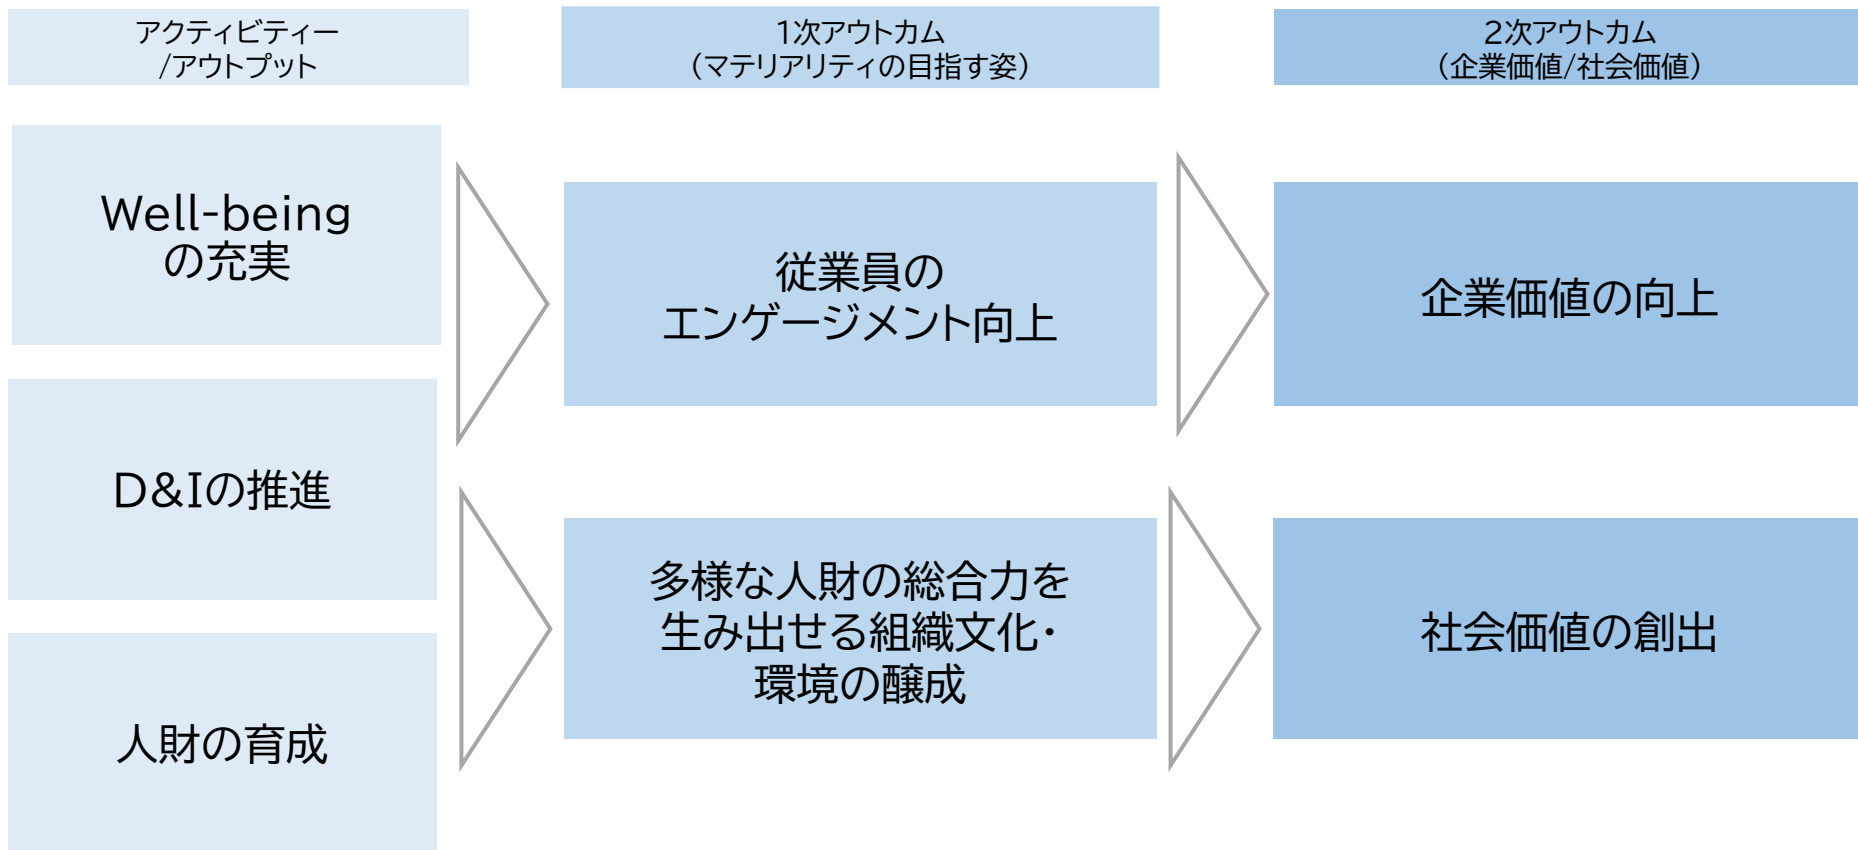 アクティビティー
/アウトプット
1次アウトカム
(マテリアリティの目指す姿)
2次アウトカム
(企業価値/社会価値)
Well-being
の充実
D&Iの推進
人財の育成
従業員の
エンゲージメント向上
多様な人財の総合力を
生み出せる組織文化・
環境の醸成
企業価値の向上
社会価値の創出